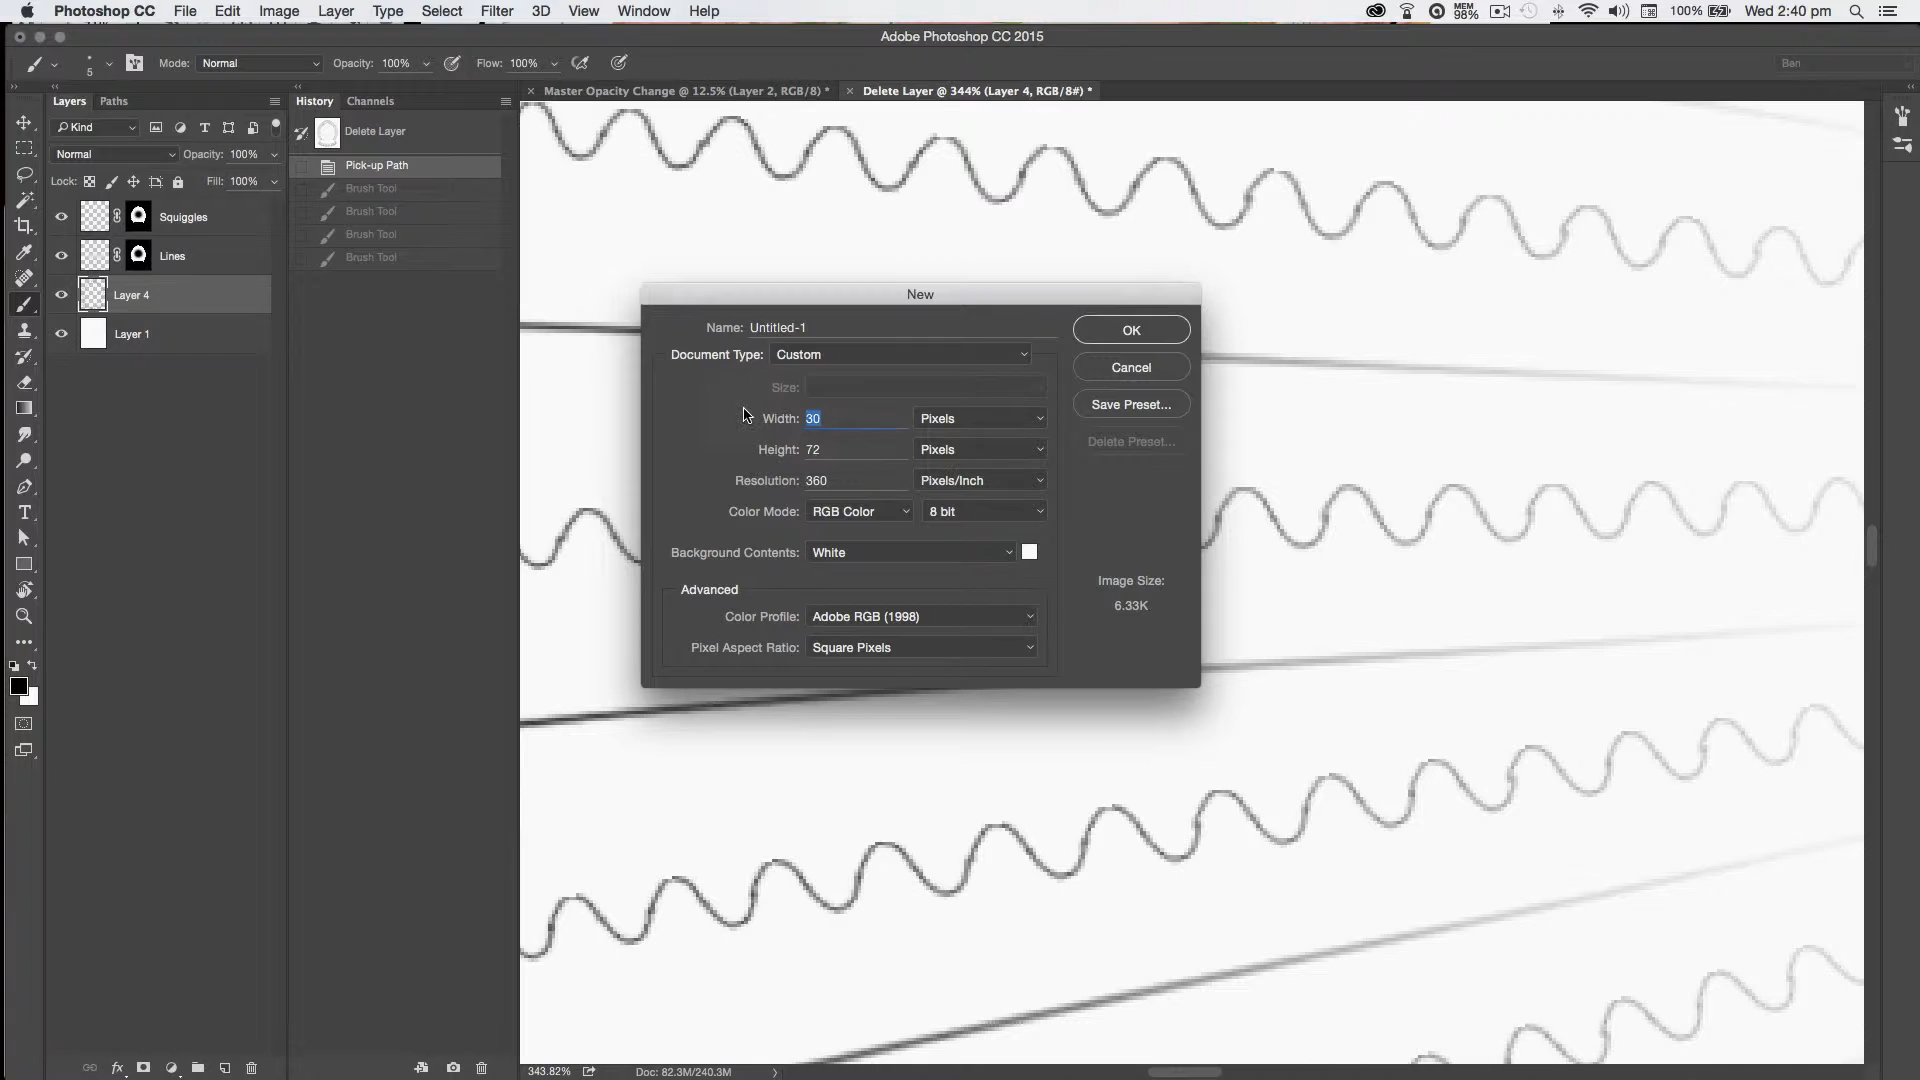 Photoshop CC File Edit Image Layer Type Select Filter 3D View Window Help MEM 98% 100% Wed 2:40 pm
Adobe Photoshop CC 2015
5 Mode: Normal Opacity: 100% Flow: 100% Ben
Layers Paths History Channels × Master Opacity Change @ 12.5% (Layer 2, RGB/8) * × Delete Layer @ 344% (Layer 4, RGB/8#) *
Kind
Normal Opacity: 100%
Lock: Fill: 100%
Squiggles
Lines
Layer 4
Layer 1
Delete Layer
Pick-up Path
Brush Tool
Brush Tool
Brush Tool
Brush Tool
New
Name: Untitled-1 OK
Document Type: Custom Cancel
Size:
Save Preset...
Width: 30 Pixels
Delete Preset...
Height: 72 Pixels
Resolution: 360 Pixels/Inch
Color Mode: RGB Color 8 bit
Background Contents: White
Image Size:
6.33K
Advanced
Color Profile: Adobe RGB (1998)
Pixel Aspect Ratio: Square Pixels
fx 343.82% Doc: 82.3M/240.3M